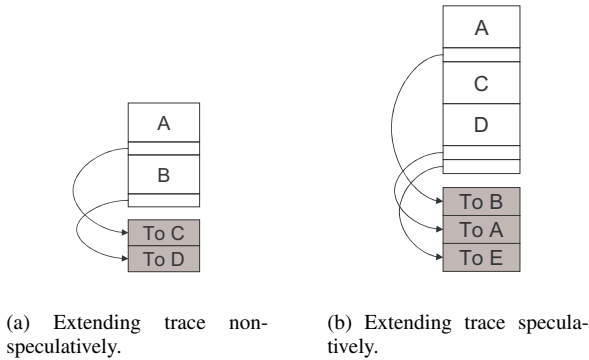 A
B
To C
To D
(a) Extending trace non-
speculatively.
A
C
D
To B
To A
To E
(b) Extending trace specula-
tively.